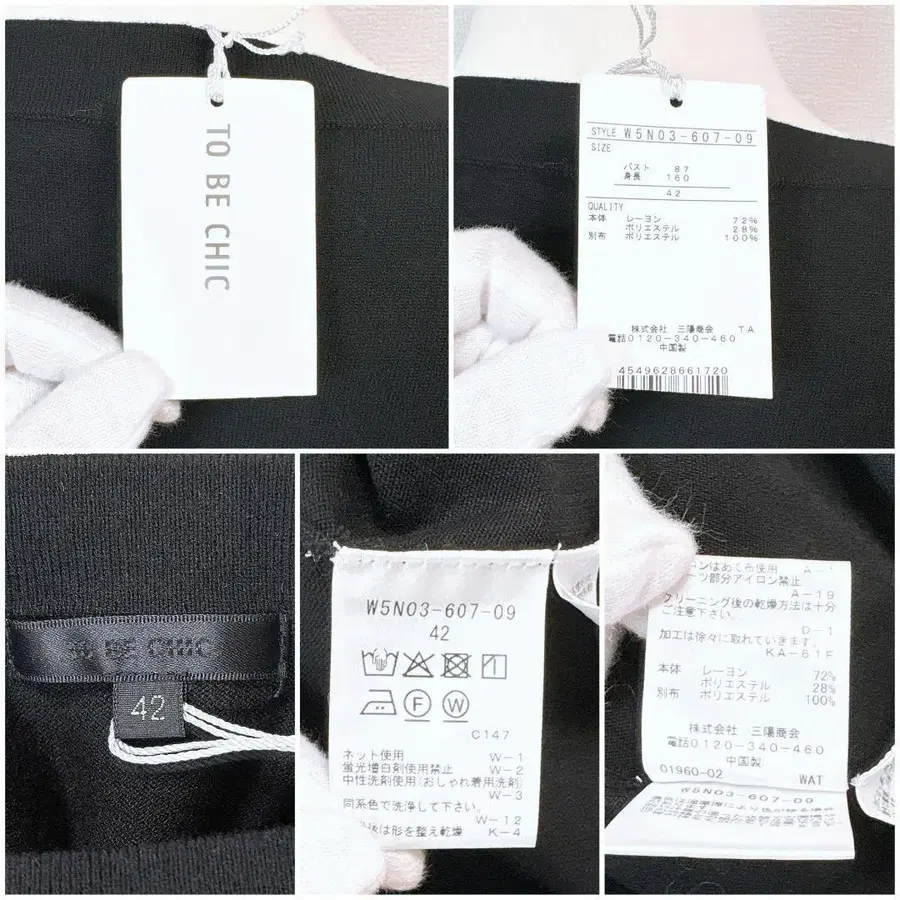 TO BE CHIC
STYLE W5N03-607-09
SIZE
バスト 87
身長 160
42
QUALITY
本体 レーヨン 72%
ポリエステル 28%
別布 ポリエステル 100%
株式会社 三陽商会 TA
電話0120-340-460
中国製
4549628661720
BE CHIC
42
W5N03-607-09
42
F
W
C147
ネット使用 W-1
蛍光増白剤使用禁止 W-2
中性洗剤使用(おしゃれ着用洗剤)
W-3
同系色で洗浄して下さい。
W-12
後は形を整え乾燥 K-4
ロンはあて布使用
ーツ部分アイロン禁止
A-19
クリーニング後の乾燥方法は十分
ご注意下さい。
D-1
加工は徐々に取れていきます。
KA-61F
本体 レーヨン 72%
ポリエステル 28%
別布 ポリエステル 100%
株式会社 三陽商会
電話0120-340-460
中国製
01960-02 WAT
W5N03-607-09